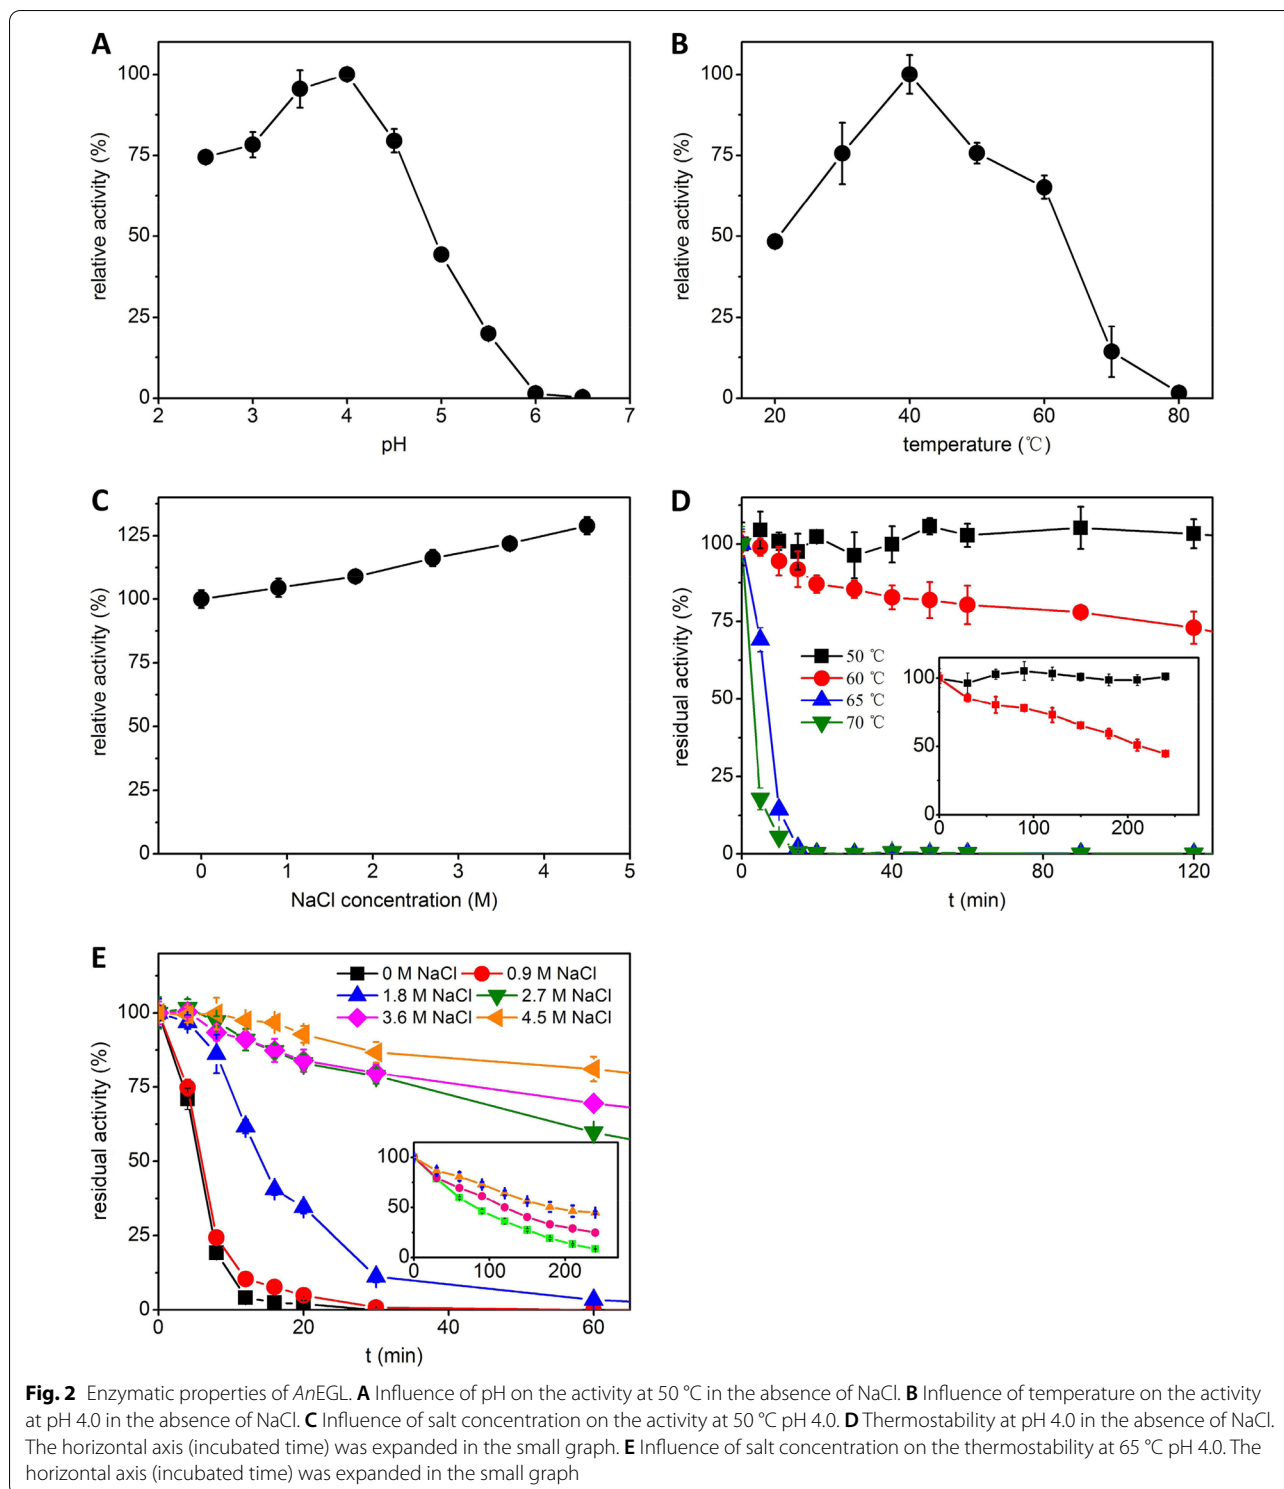 A
relative activity (%)
100
75
50
25
0
2 3 4 5 6 7
pH
B
relative activity (%)
100
75
50
25
0
20 40 60 80
temperature (℃)
C
relative activity (%)
125
100
75
50
25
0
0 1 2 3 4 5
NaCl concentration (M)
D
residual activity (%)
100
75
50
25
0
50 ℃
60 ℃
65 ℃
70 ℃
100
50
0
0 100 200
0 20 40 60 80 100 120
t (min)
E
residual activity (%)
100
75
50
25
0
0 M NaCl 0.9 M NaCl
1.8 M NaCl 2.7 M NaCl
3.6 M NaCl 4.5 M NaCl
100
50
0
0 100 200
0 20 40 60
t (min)
Fig. 2 Enzymatic properties of AnEGL. A Influence of pH on the activity at 50 °C in the absence of NaCl. B Influence of temperature on the activity
at pH 4.0 in the absence of NaCl. C Influence of salt concentration on the activity at 50 °C pH 4.0. D Thermostability at pH 4.0 in the absence of NaCl.
The horizontal axis (incubated time) was expanded in the small graph. E Influence of salt concentration on the thermostability at 65 °C pH 4.0. The
horizontal axis (incubated time) was expanded in the small graph